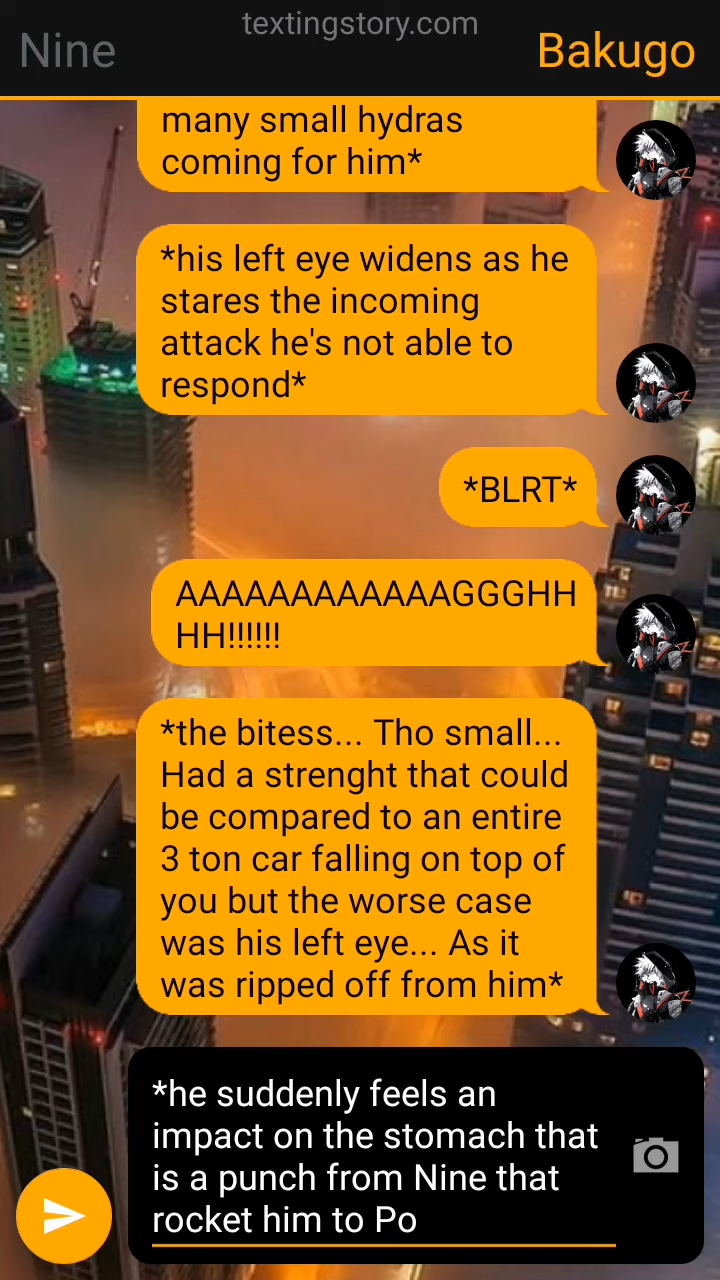 textingstory.com
Nine
Bakugo
many small hydras
coming for him*
*his left eye widens as he
stares the incoming
attack he's not able to
respond*
*BLRT*
AAAAAAAAAAAAGGGHH
HH!!!!!!
*the bitess... Tho small...
Had a strenght that could
be compared to an entire
3 ton car falling on top of
you but the worse case
was his left eye... As it
was ripped off from him*
*he suddenly feels an
impact on the stomach that
is a punch from Nine that
rocket him to Po